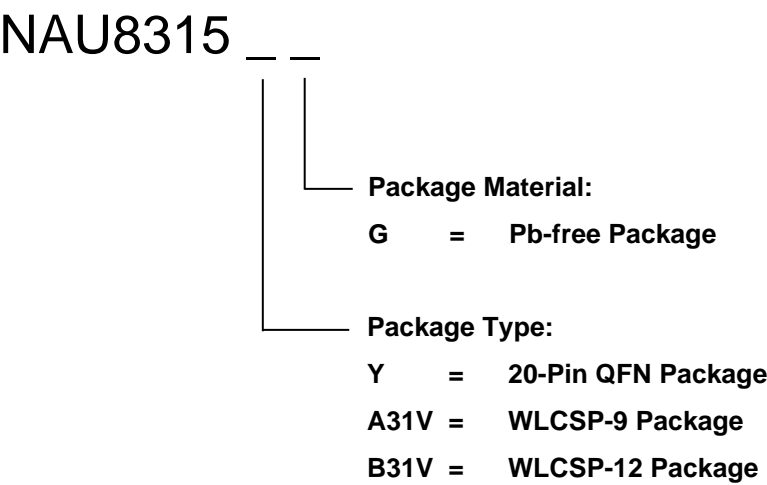 NAU8315 _ _
Package Material:
G = Pb-free Package
Package Type:
Y = 20-Pin QFN Package
A31V = WLCSP-9 Package
B31V = WLCSP-12 Package